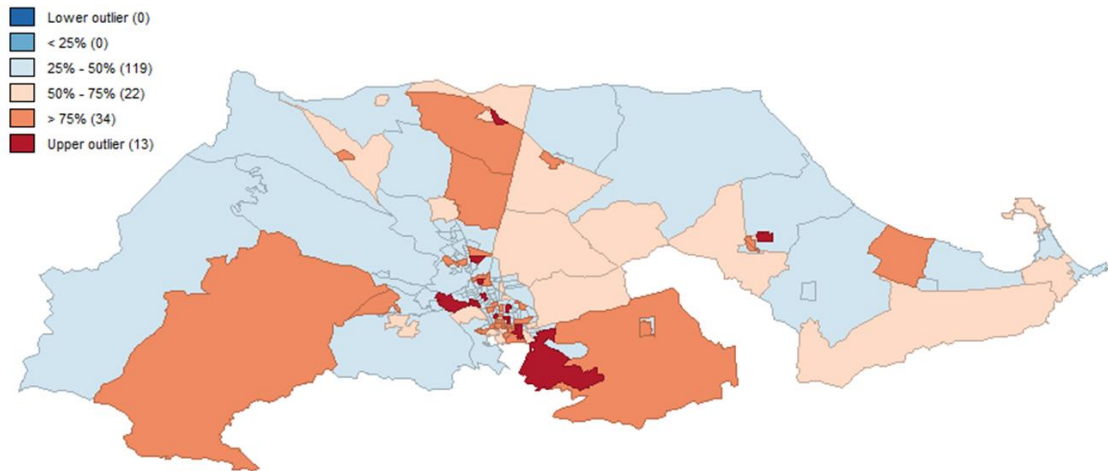 Lower outlier (0)
< 25% (0)
25% - 50% (119)
50% - 75% (22)
> 75% (34)
Upper outlier (13)